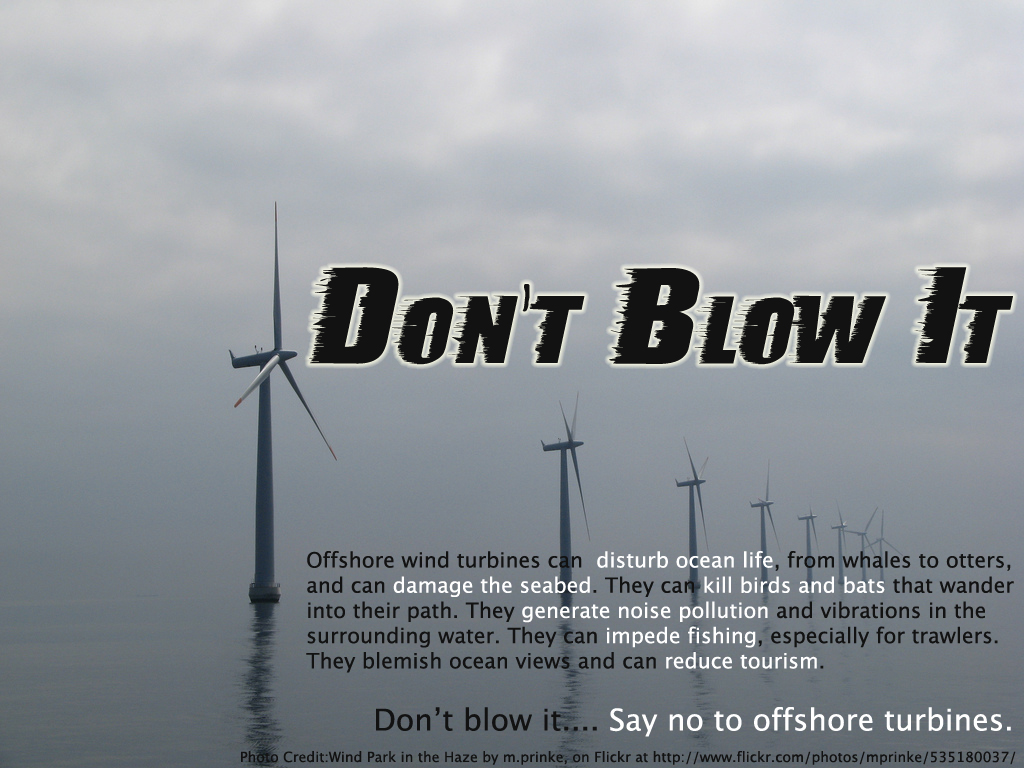 Don't Blow It
Offshore wind turbines can  disturb ocean life, from whales to otters,
and can damage the seabed. They can kill birds and bats that wander
into their path. They generate noise pollution and vibrations in the
surrounding water. They can impede fishing, especially for trawlers.
They blemish ocean views and can reduce tourism.
Don't blow it.... Say no to offshore turbines.
Photo Credit:Wind Park in the Haze by m.prinke, on Flickr at http://www.flickr.com/photos/mprinke/535180037/